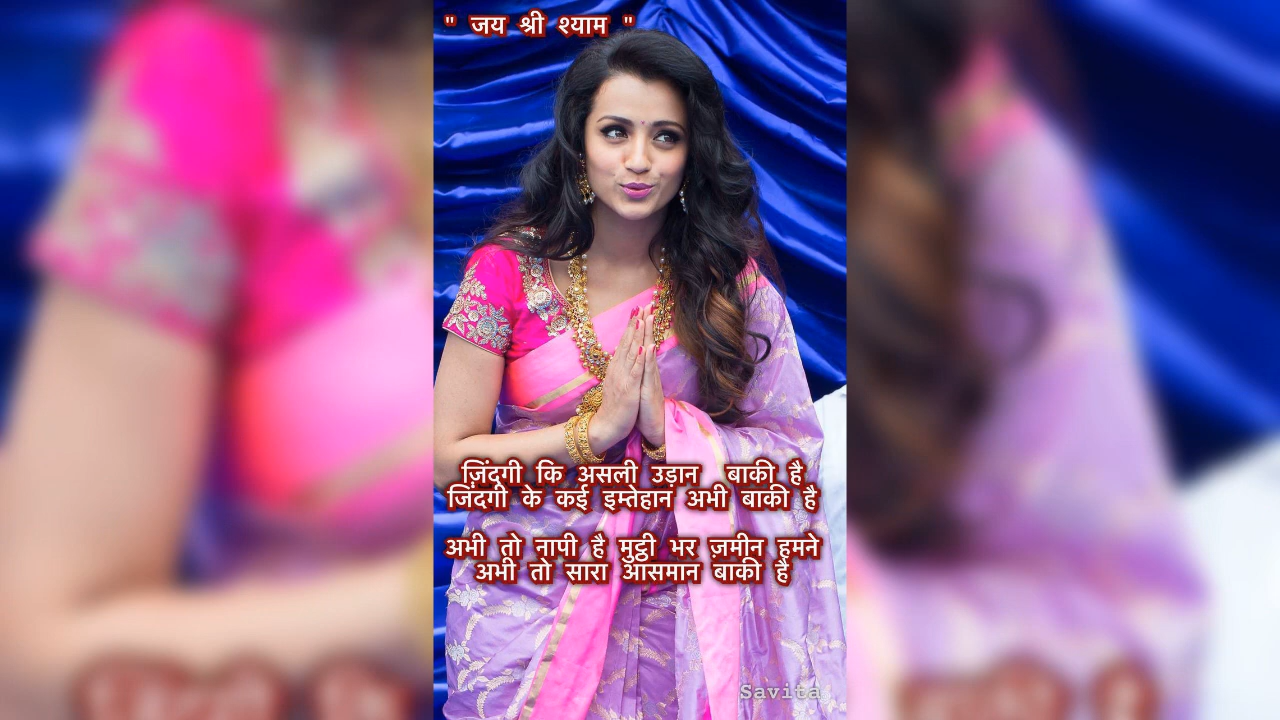 " जय श्री श्याम "
ज़िंदगी कि असली उड़ान बाकी है
जिंदगी के कई इम्तेहान अभी बाकी है
अभी तो नापी है मुट्ठी भर ज़मीन हमने
अभी तो सारा आसमान बाकी है
Savita